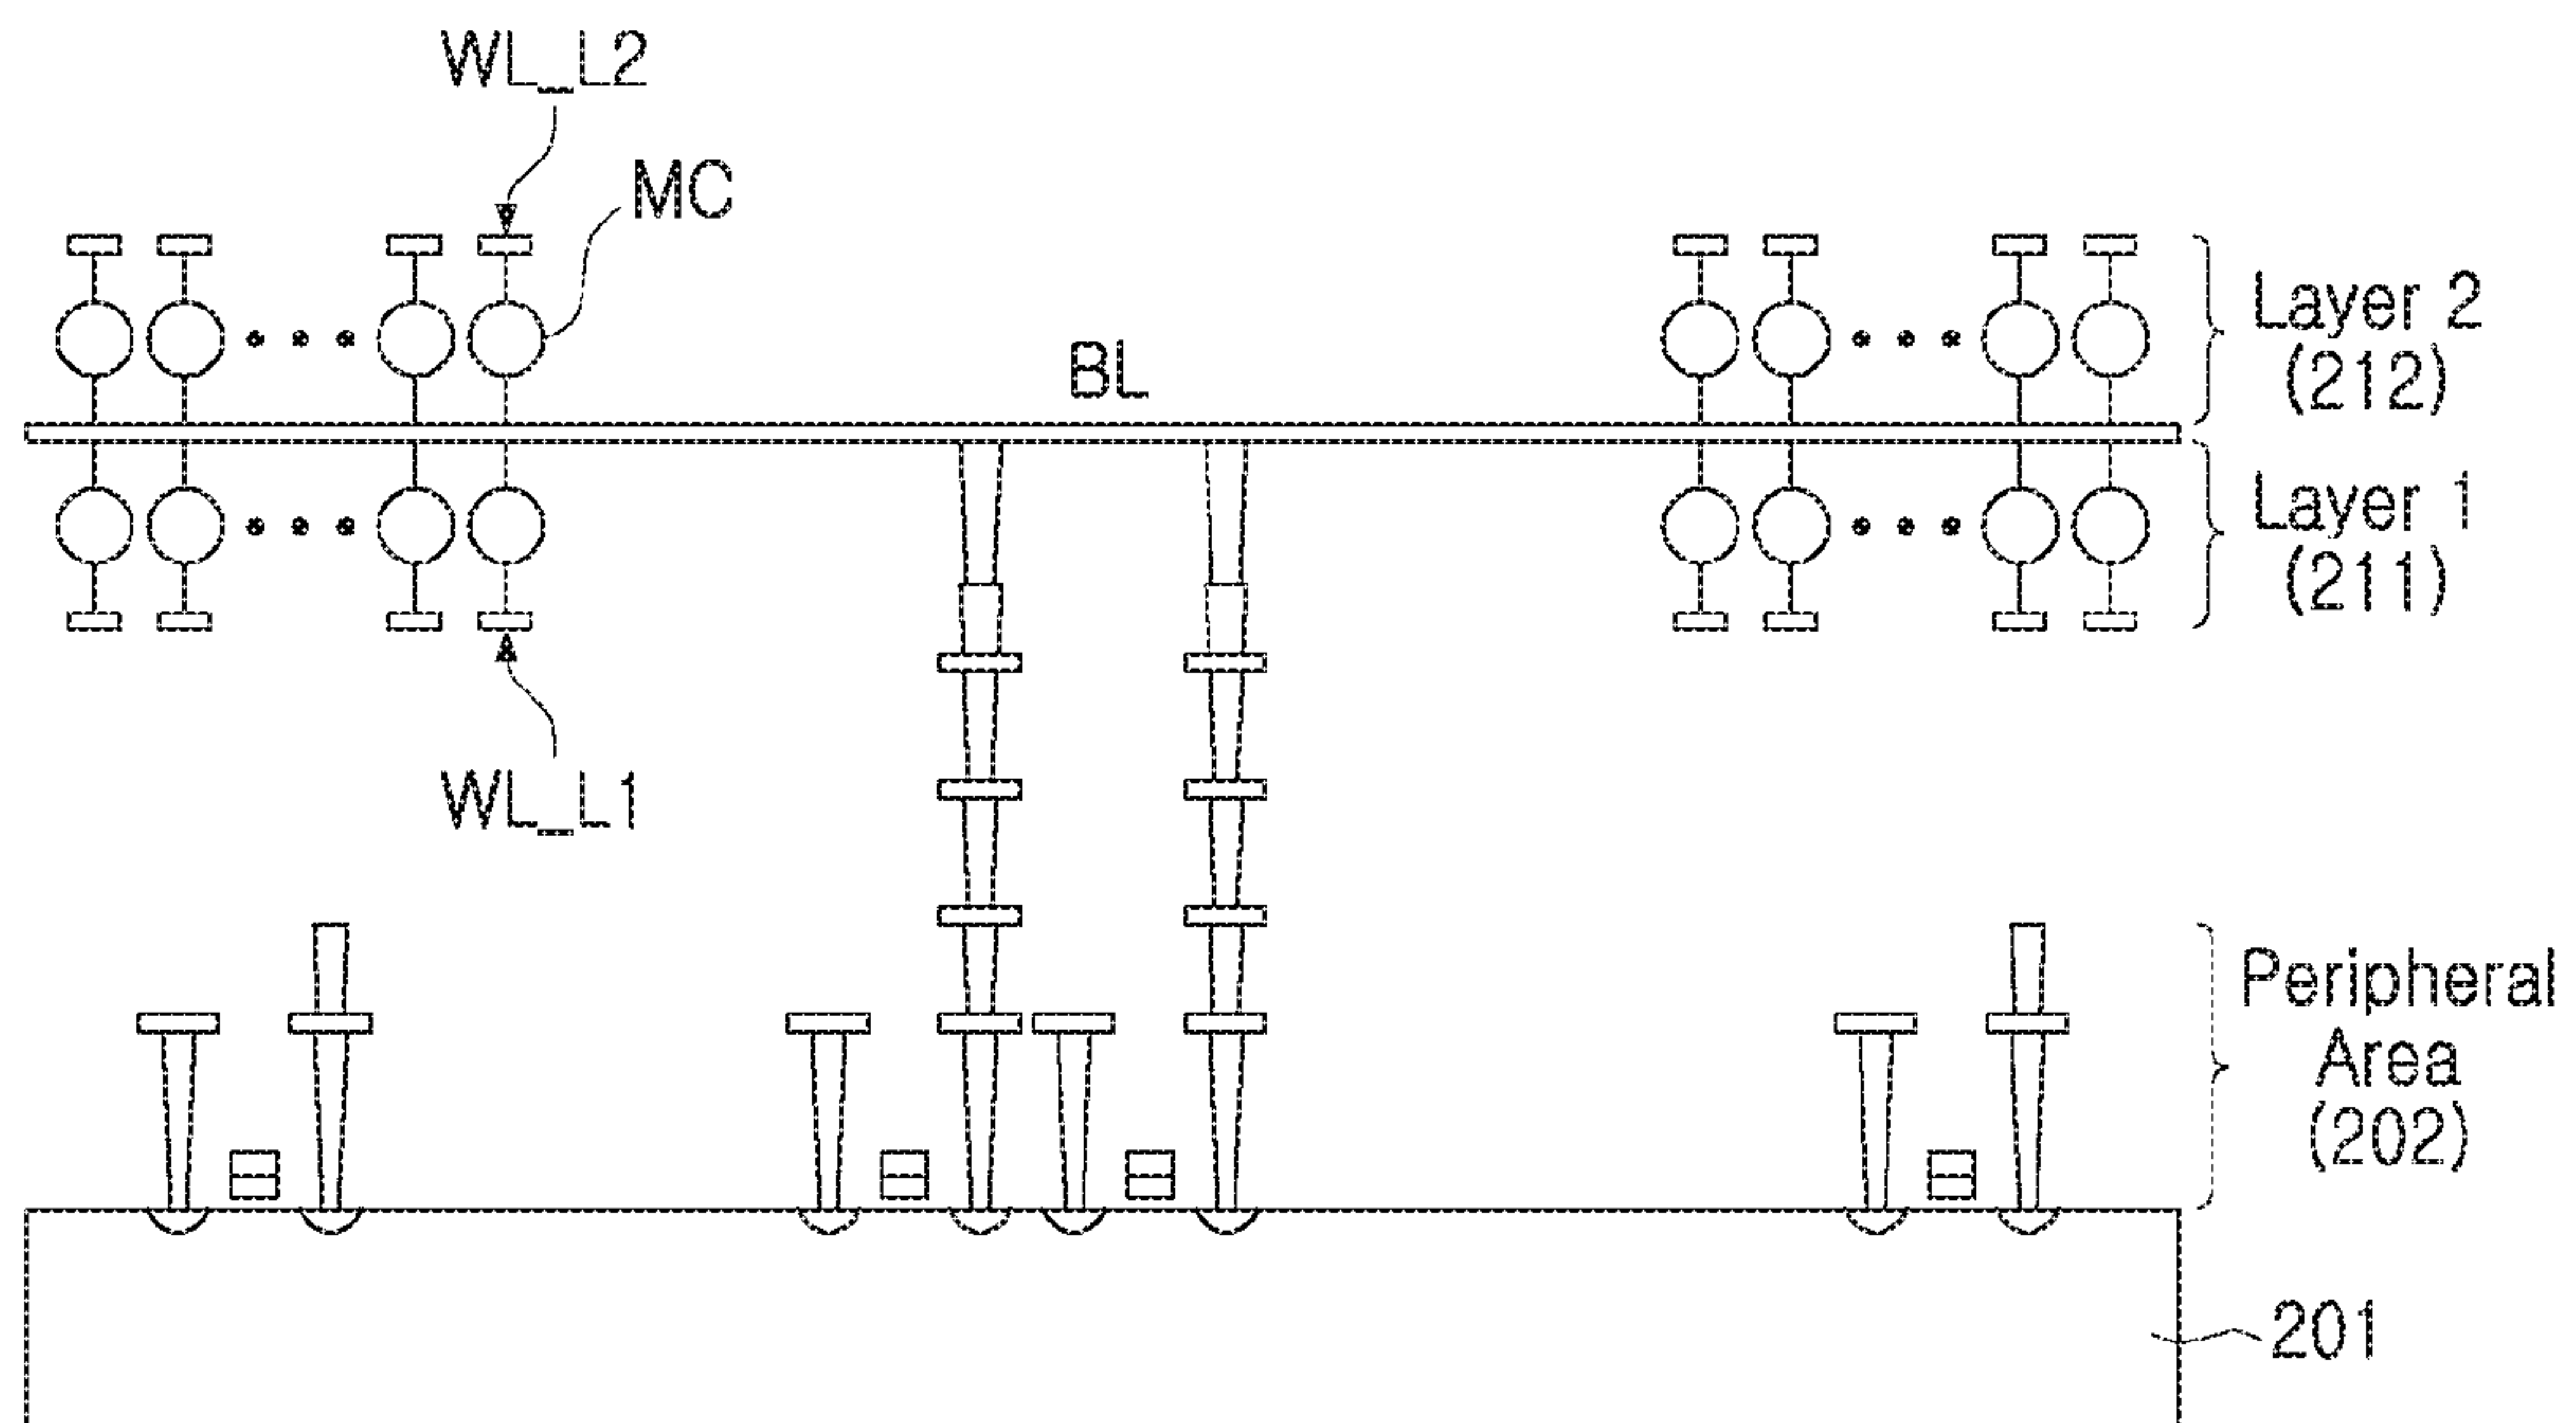 WL_L2
MC
BL
Layer 2
(212)
Layer 1
(211)
WL_L1
Peripheral
Area
(202)
201